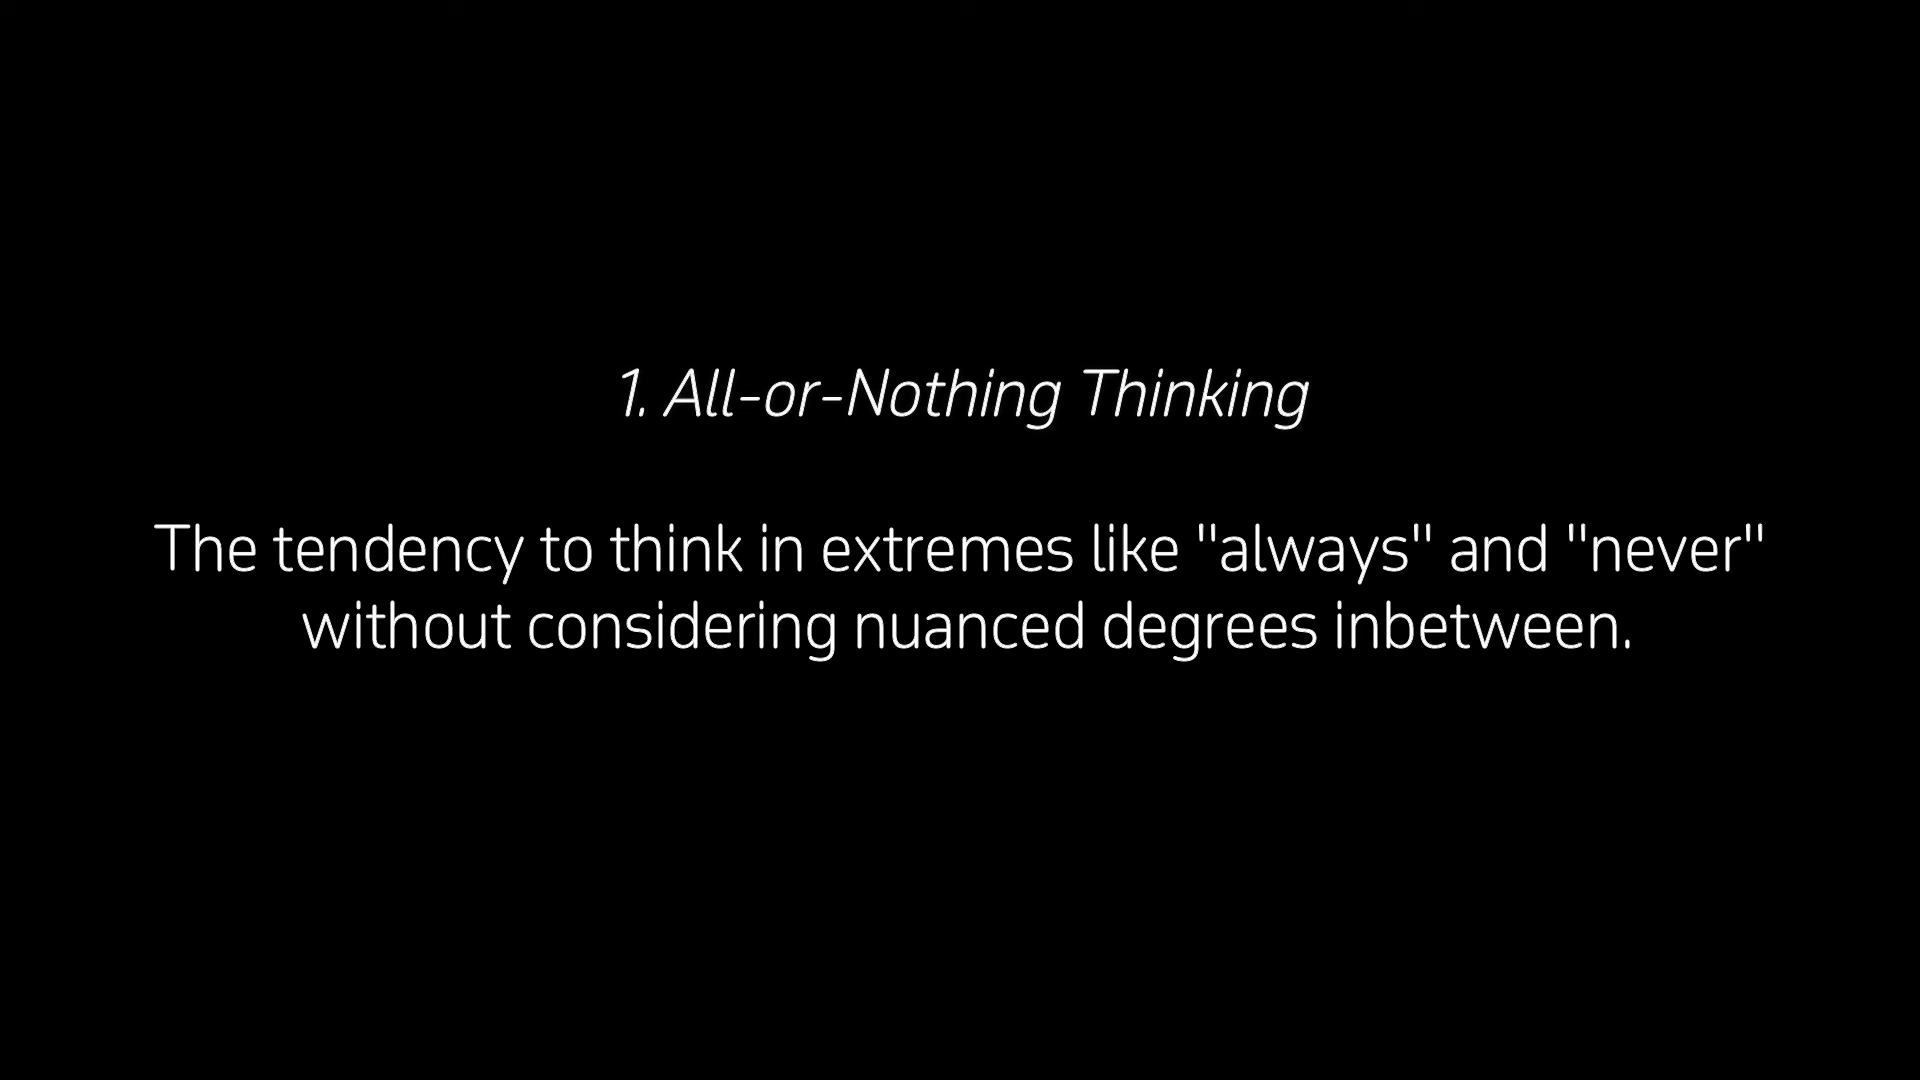 1. All-or-Nothing Thinking
The tendency to think in extremes like "always" and "never"
without considering nuanced degrees inbetween.